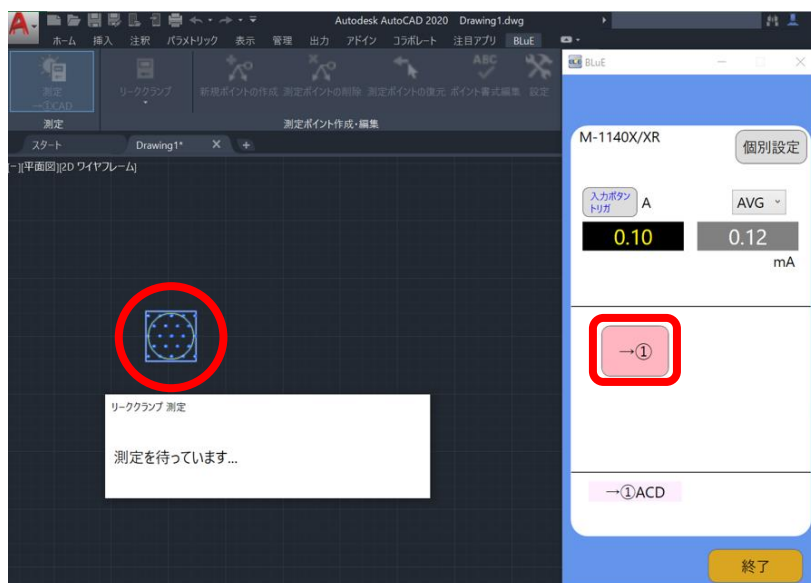 Autodesk AutoCAD 2020 Drawing1.dwg
ホーム 挿入 注釈 パラメトリック 表示 管理 出力 アドイン コラボレート 注目アプリ BLuE
測定
→①CAD
リーククランプ
新規ポイントの作成 測定ポイントの削除 測定ポイントの復元 ポイント書式編集 設定
ABC
測定
測定ポイント作成・編集
スタート Drawing1* X +
[−][平面図][2D ワイヤフレーム]
リーククランプ 測定
測定を待っています...
BLuE
M-1140X/XR
個別設定
入力ボタン
トリガ
A
AVG
0.10
0.12
mA
→①
→①ACD
終了